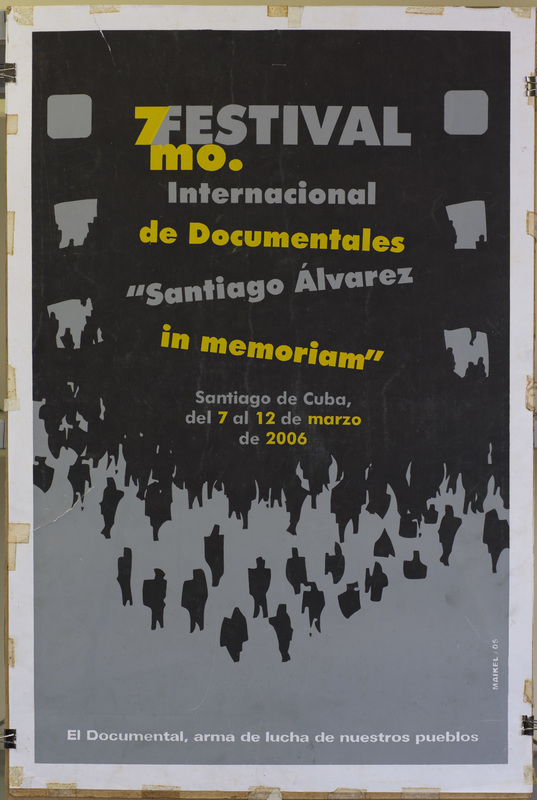 7mo. FESTIVAL
Internacional
de Documentales
"Santiago Álvarez
in memoriam"
Santiago de Cuba,
del 7 al 12 de marzo
de 2006
MAIKEL / 05
El Documental, arma de lucha de nuestros pueblos